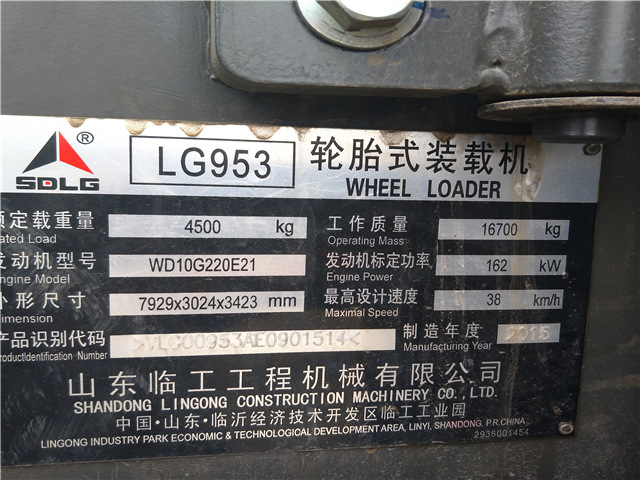 SDLG ® LG953 轮胎式装载机
WHEEL LOADER
定载重量 4500 kg 工作质量 16700 kg
ated Load Operating Mass
发动机型号 WD10G220E21 发动机标定功率 162 kW
Engine Model Engine Power
外形尺寸 7929x3024x3423 mm 最高设计速度 38 km/h
Dimension Maximal Speed
产品识别代码 制造年度 2015
ProductIdentification Number Manufacturing Year
山东临工工程机械有限公司
SHANDONG LINGONG CONSTRUCTION MACHINERY CO.,LTD.
中国·山东·临沂经济技术开发区临工工业园
LINGONG INDUSTRY PARK ECONOMIC & TECHNOLOGICAL DEVELOPMENT AREA, LINYI, SHANDONG, P.R.CHINA
2936001454